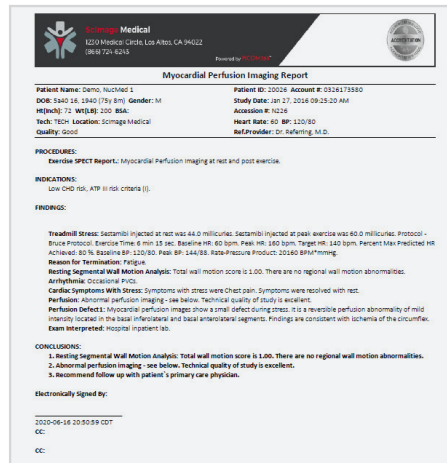 Scimage Medical
1230 Medical Circle, Los Altos, CA 94022
(866) 724-6243
Powered by
ACCREDITATION
Myocardial Perfusion Imaging Report
Patient Name: Demo, NucMed 1 Patient ID: 20026 Account #: 0326173580
DOB: 16, 1940 (75y 8m) Gender: M Study Date: Jan 27, 2016 09:25:20 AM
Ht(Inch): 72 Wt(LB): 200 BSA: Accession #: N226
Tech: TECH Location: Scimage Medical Heart Rate: 60 BP: 120/80
Quality: Good Ref.Provider: Dr. Referring, M.D.
PROCEDURES:
Exercise SPECT Report.: Myocardial Perfusion Imaging at rest and post exercise.
INDICATIONS:
Low CHD risk, ATP III risk criteria (i).
FINDINGS:
Treadmill Stress: Sestamibi injected at rest was 44.0 millicuries. Sestamibi injected at peak exercise was 60.0 millicuries. Protocol -
Bruce Protocol. Exercise Time: 6 min 15 sec. Baseline HR: 60 bpm. Peak HR: 160 bpm. Target HR: 140 bpm. Percent Max Predicted HR
Achieved: 80 %. Baseline BP: 120/80. Peak BP: 144/88. Rate-Pressure Product: 20160 BPM*mmHg.
Reason for Termination: Fatigue.
Resting Segmental Wall Motion Analysis: Total wall motion score is 1.00. There are no regional wall motion abnormalities.
Arrhythmia: Occasional PVCs.
Cardiac Symptoms With Stress: Symptoms with stress were Chest pain. Symptoms were resolved with rest.
Perfusion: Abnormal perfusion imaging - see below. Technical quality of study is excellent.
Perfusion Defect1: Myocardial perfusion images show a small defect during stress. It is a reversible perfusion abnormality of mild
intensity located in the basal inferolateral and basal anterolateral segments. Findings are consistent with ischemia of the circumflex.
Exam Interpreted: Hospital inpatient lab.
CONCLUSIONS:
1. Resting Segmental Wall Motion Analysis: Total wall motion score is 1.00. There are no regional wall motion abnormalities.
2. Abnormal perfusion imaging - see below. Technical quality of study is excellent.
3. Recommend follow up with patient`s primary care physician.
Electronically Signed By:
2020-06-16 20:50:59 CDT
CC:
CC: